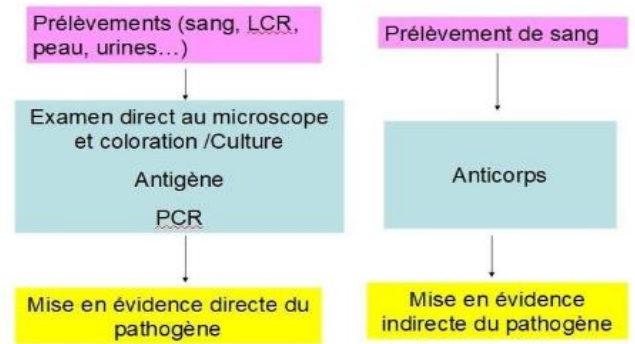 Prélèvements (sang, LCR,
peau, urines…)
Examen direct au microscope
et coloration /Culture
Antigène
PCR
Mise en évidence directe du
pathogène
Prélèvement de sang
Anticorps
Mise en évidence
indirecte du pathogène